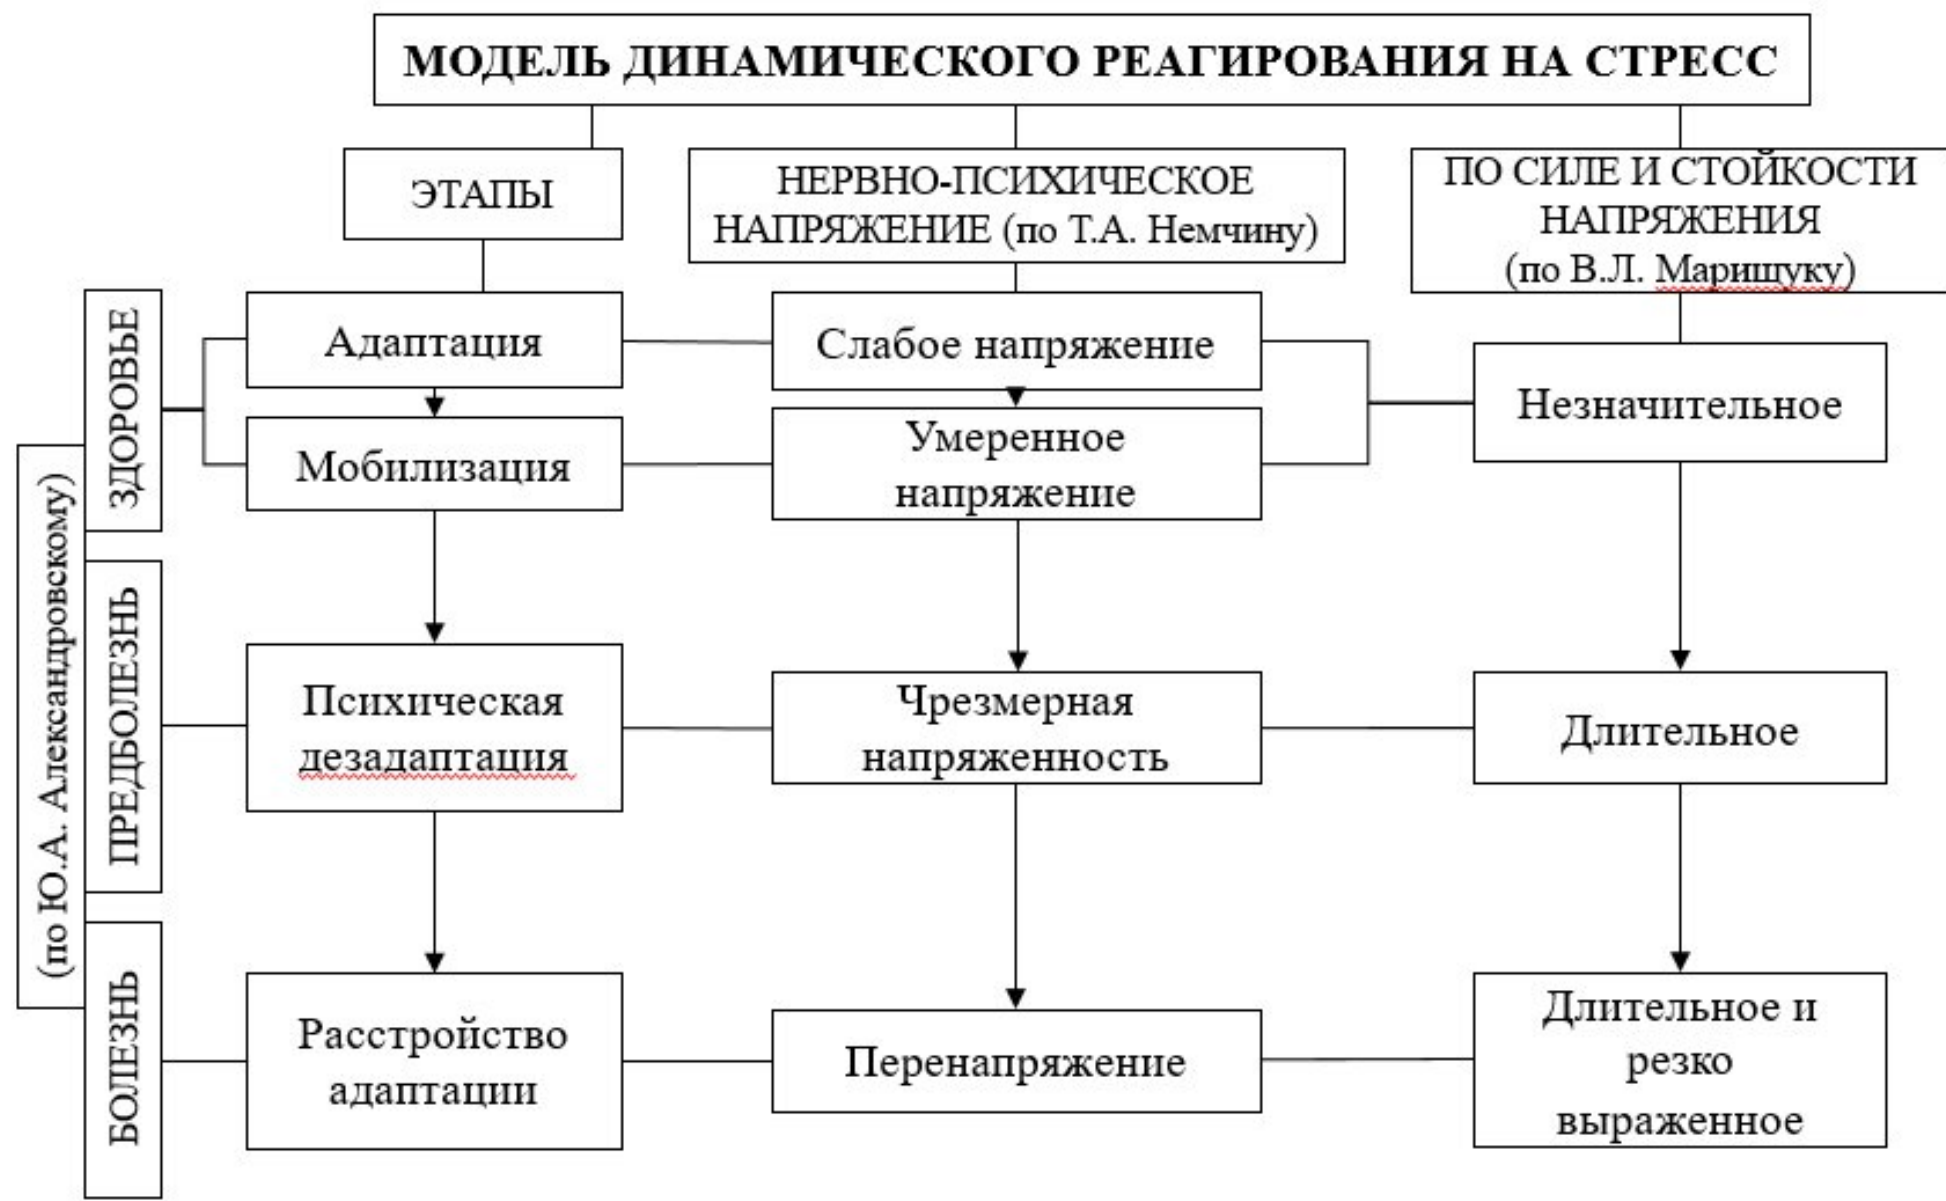 МОДЕЛЬ ДИНАМИЧЕСКОГО РЕАГИРОВАНИЯ НА СТРЕСС
ЭТАПЫ
НЕРВНО-ПСИХИЧЕСКОЕ
НАПРЯЖЕНИЕ (по Т.А. Немчину)
ПО СИЛЕ И СТОЙКОСТИ
НАПРЯЖЕНИЯ
(по В.Л. Марищуку)
(по Ю.А. Александровскому)
ЗДОРОВЬЕ
Адаптация
Слабое напряжение
Незначительное
Мобилизация
Умеренное
напряжение
ПРЕДБОЛЕЗНЬ
Психическая
дезадаптация
Чрезмерная
напряженность
Длительное
БОЛЕЗНЬ
Расстройство
адаптации
Перенапряжение
Длительное и
резко
выраженное